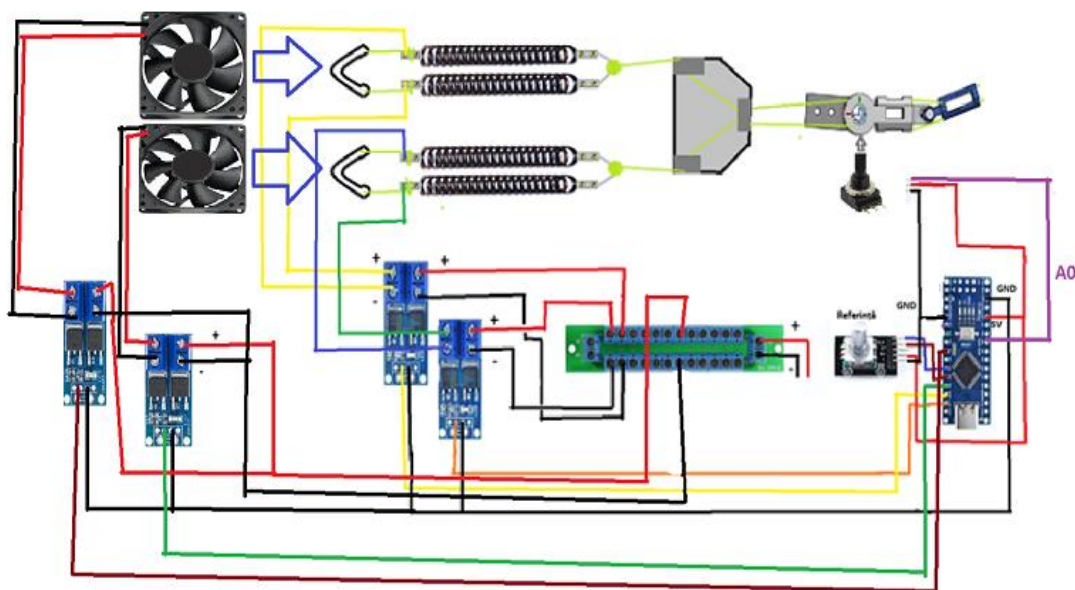 A0
+
+
+
GND
-
+
GND
Referință
5V
+
+
-
-
-